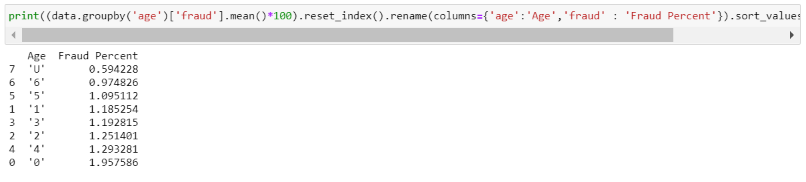 print((data.groupby('age')['fraud'].mean()*100).reset_index().rename(columns={'age':'Age','fraud' : 'Fraud Percent'}).sort_values
Age Fraud Percent
7 'U' 0.594228
6 '6' 0.974826
5 '5' 1.095112
1 '1' 1.185254
3 '3' 1.192815
2 '2' 1.251401
4 '4' 1.293281
0 '0' 1.957586